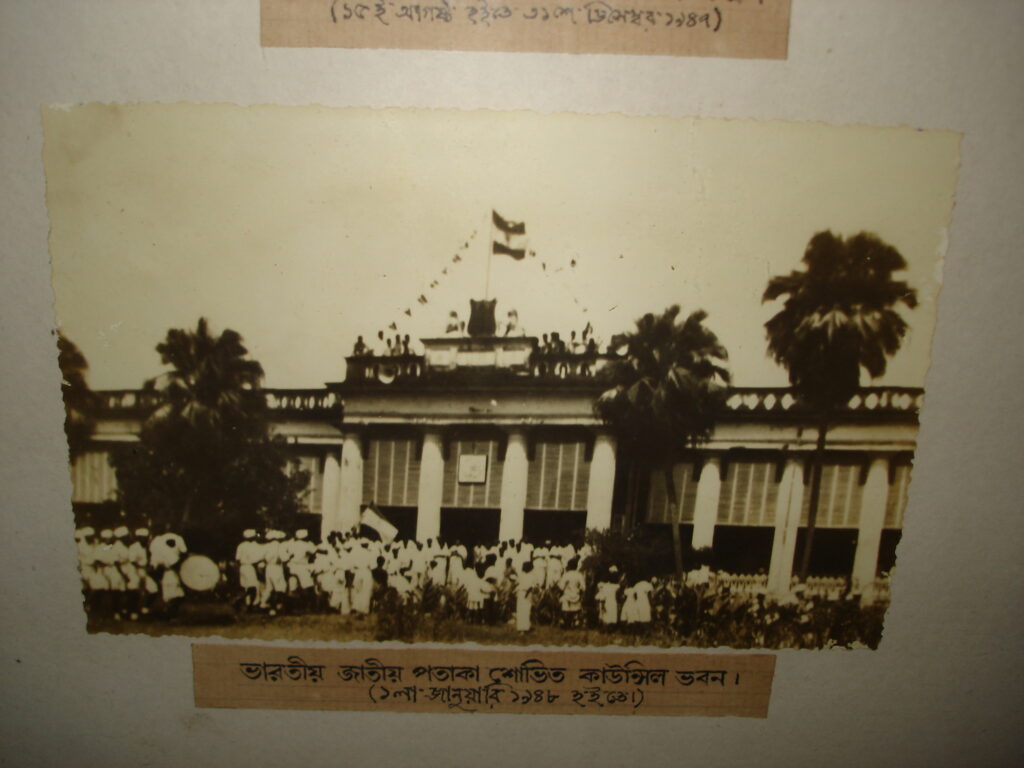 (১৫ই আগষ্ট হইতে ৩১শে ডিসেম্বর ১৯৪৭)
ভারতীয় জাতীয় পতাকা শোভিত কাউন্সিল ভবন।
(১লা জানুয়ারি ১৯৪৮ হইতে।)